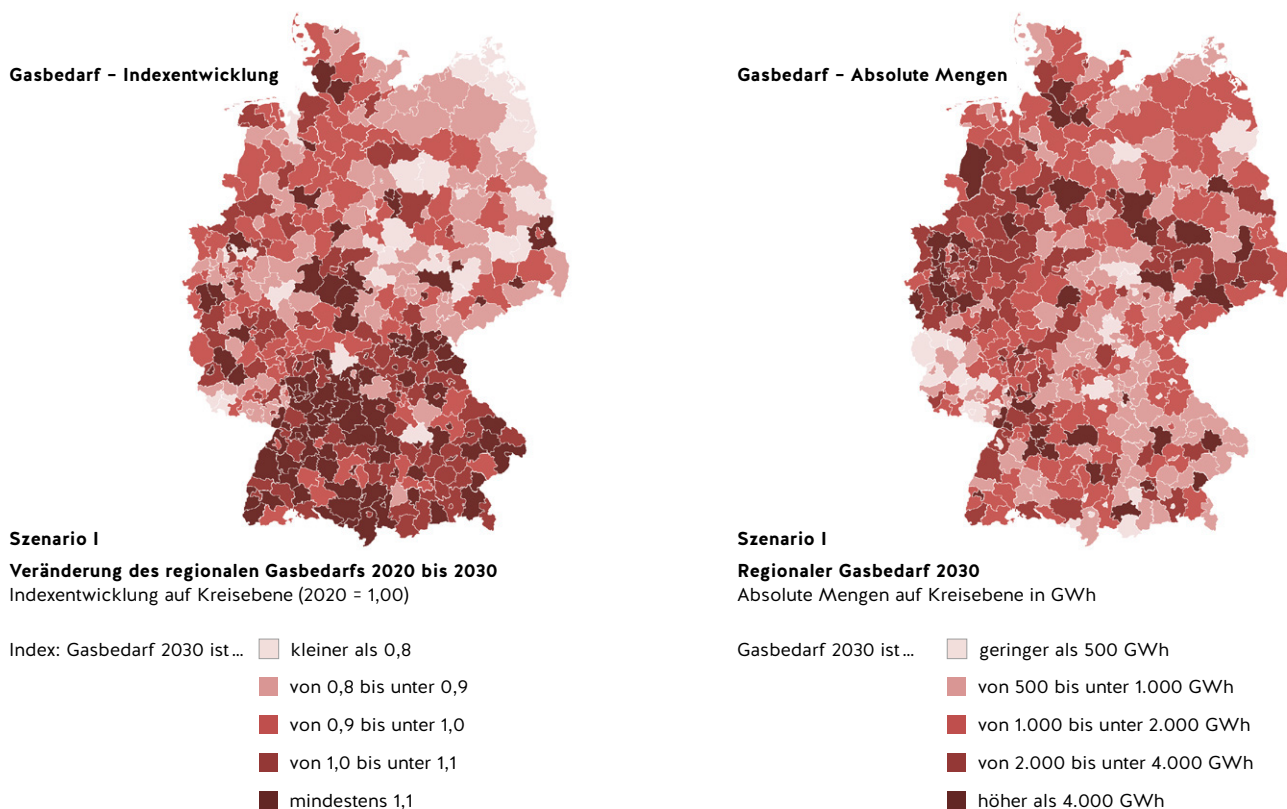 Gasbedarf – Indexentwicklung
Szenario I
Veränderung des regionalen Gasbedarfs 2020 bis 2030
Indexentwicklung auf Kreisebene (2020 = 1,00)
Index: Gasbedarf 2030 ist ...
kleiner als 0,8
von 0,8 bis unter 0,9
von 0,9 bis unter 1,0
von 1,0 bis unter 1,1
mindestens 1,1
Gasbedarf – Absolute Mengen
Szenario I
Regionaler Gasbedarf 2030
Absolute Mengen auf Kreisebene in GWh
Gasbedarf 2030 ist ...
geringer als 500 GWh
von 500 bis unter 1.000 GWh
von 1.000 bis unter 2.000 GWh
von 2.000 bis unter 4.000 GWh
höher als 4.000 GWh